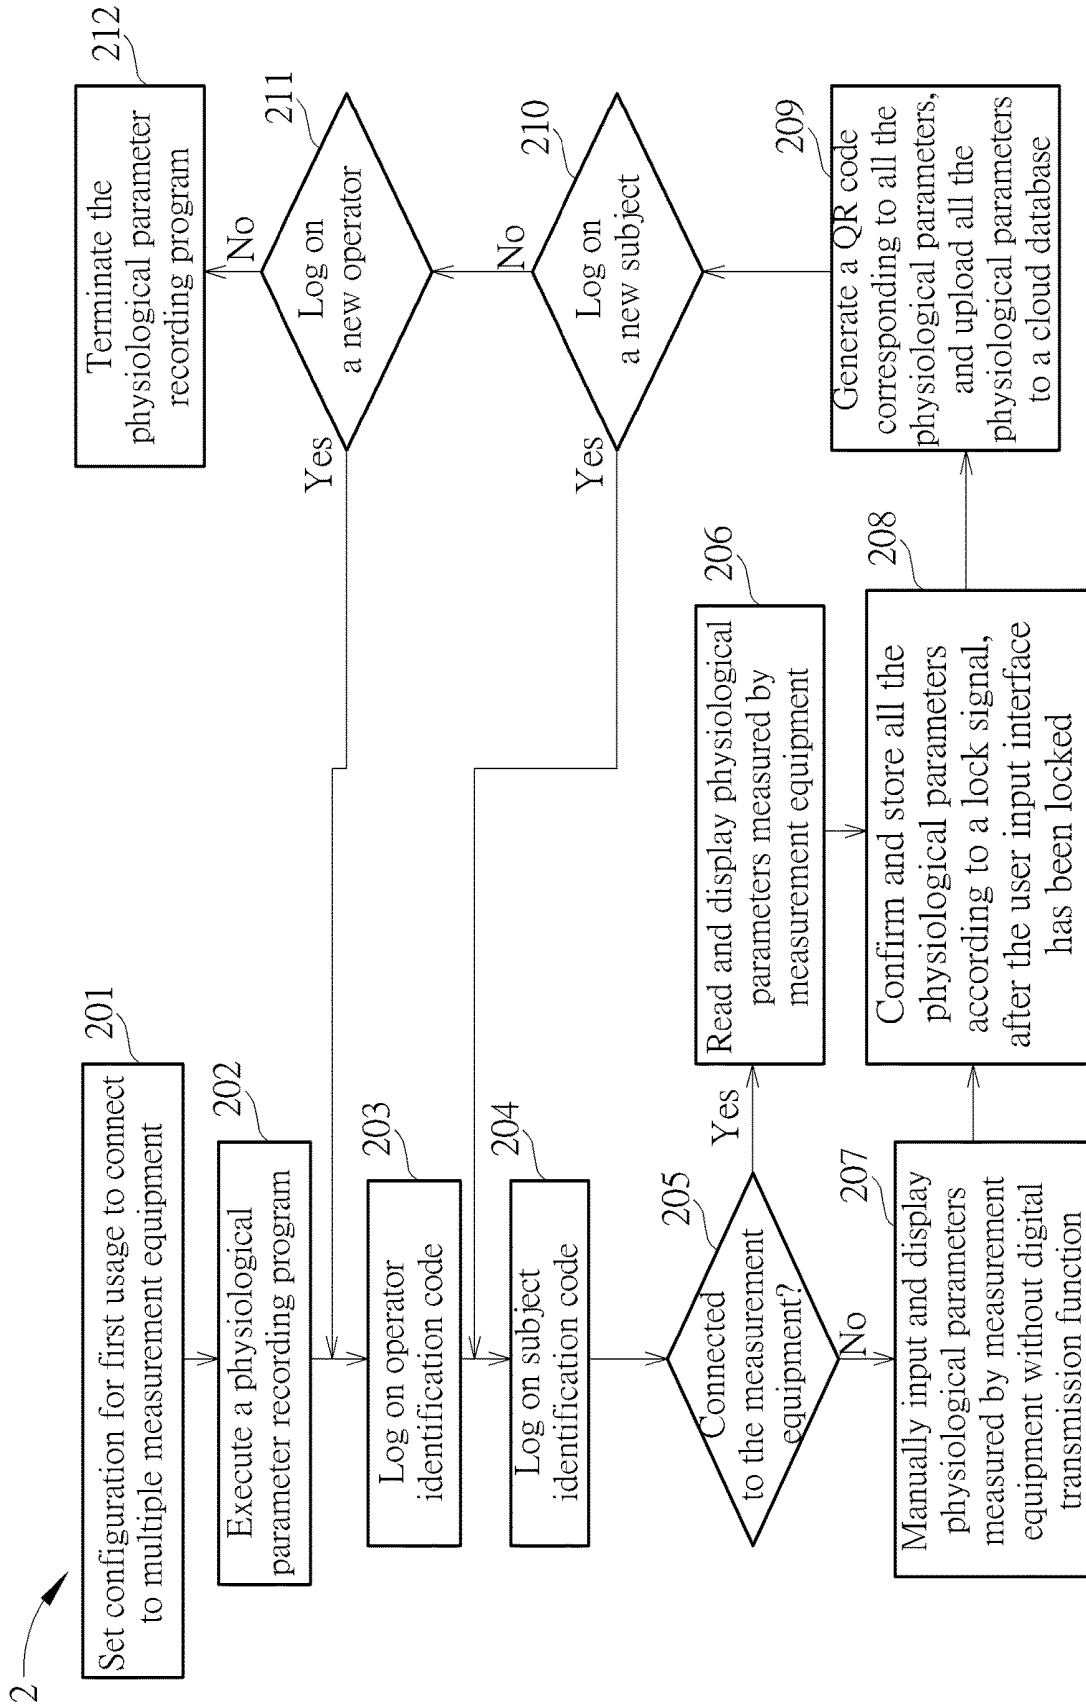 2
201
Set configuration for first usage to connect
to multiple measurement equipment
202
Execute a physiological
parameter recording program
203
Log on operator
identification code
204
Log on subject
identification code
205
Connected
to the measurement
equipment?
Yes
No
206
Read and display physiological
parameters measured by
measurement equipment
207
Manually input and display
physiological parameters
measured by measurement
equipment without digital
transmission function
208
Confirm and store all the
physiological parameters
according to a lock signal,
after the user input interface
has been locked
209
Generate a QR code
corresponding to all the
physiological parameters,
and upload all the
physiological parameters
to a cloud database
210
Log on
a new subject
Yes
No
211
Log on
a new operator
Yes
No
212
Terminate the
physiological parameter
recording program